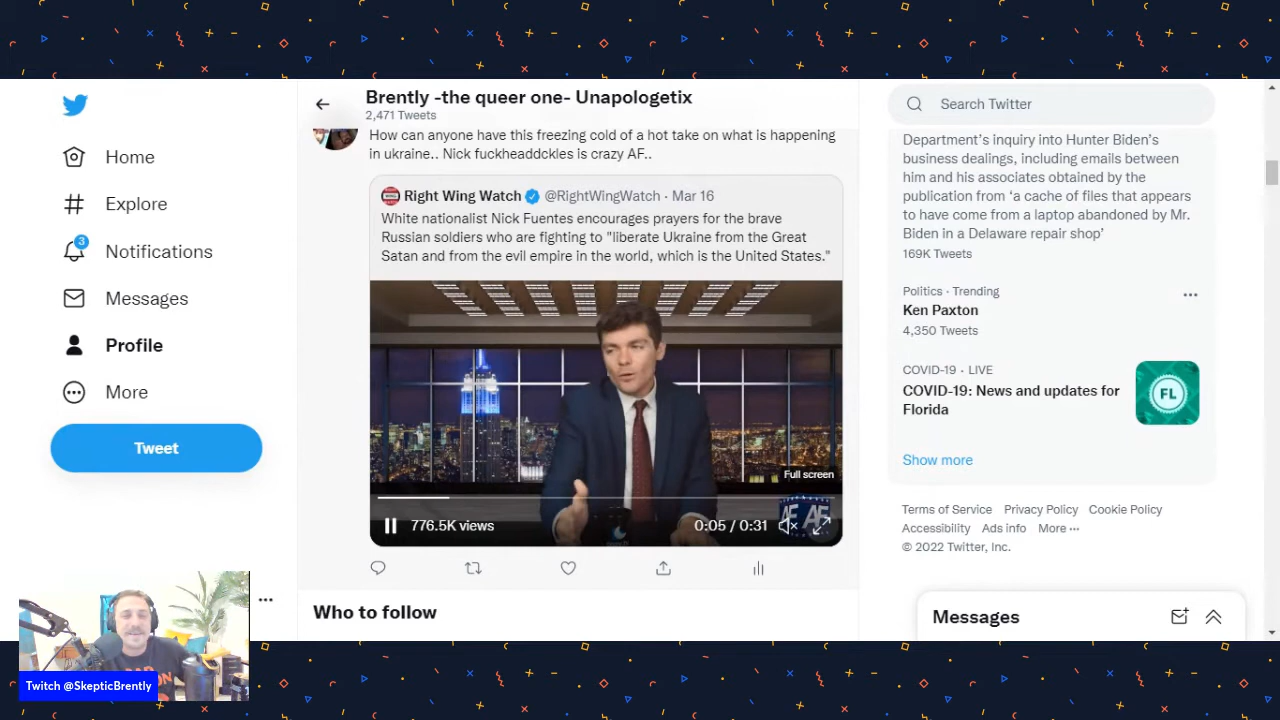 Home
Explore
3
Notifications
Messages
Profile
More
Tweet
Brently -the queer one- Unapologetix
2,471 Tweets
How can anyone have this freezing cold of a hot take on what is happening
in ukraine.. Nick fuckheaddckles is crazy AF..
Right Wing Watch @RightWingWatch · Mar 16
White nationalist Nick Fuentes encourages prayers for the brave
Russian soldiers who are fighting to "liberate Ukraine from the Great
Satan and from the evil empire in the world, which is the United States."
Full screen
AF AF
776.5K views
0:05 / 0:31
Who to follow
Search Twitter
Department's inquiry into Hunter Biden's
business dealings, including emails between
him and his associates obtained by the
publication from ‘a cache of files that appears
to have come from a laptop abandoned by Mr.
Biden in a Delaware repair shop’
169K Tweets
Politics · Trending
Ken Paxton
4,350 Tweets
COVID-19 · LIVE
COVID-19: News and updates for
Florida
FL
Show more
Terms of Service Privacy Policy Cookie Policy
Accessibility Ads info More ···
© 2022 Twitter, Inc.
Messages
Twitch @SkepticBrently